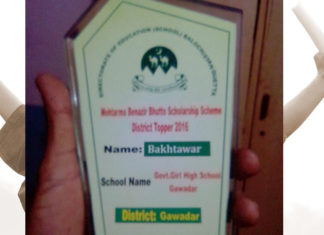 DIRECTORATE OF EDUCATION (SCHOOL) BALOCHISTAN QUETTA
Mohtarma Benazir Bhutto Scholarship Scheme
District Topper 2016
Name: Bakhtawar
School Name Govt.Girl High School
Gawadar
District: Gawadar